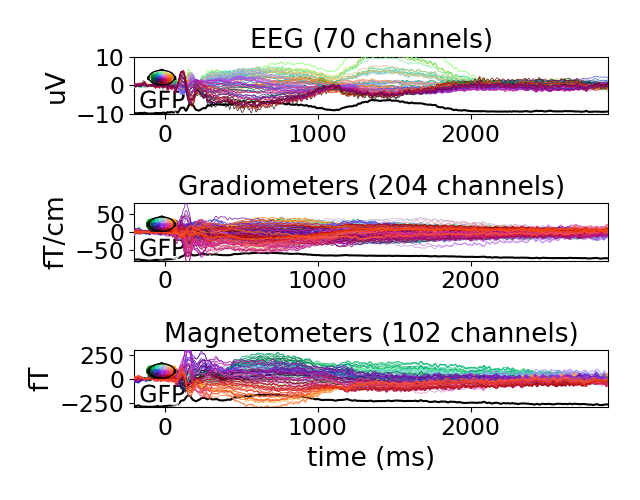 EEG (70 channels)
10
0
−10
uV
GFP
0 1000 2000
Gradiometers (204 channels)
50
0
−50
fT/cm
GFP
0 1000 2000
Magnetometers (102 channels)
250
0
−250
fT
GFP
0 1000 2000
time (ms)